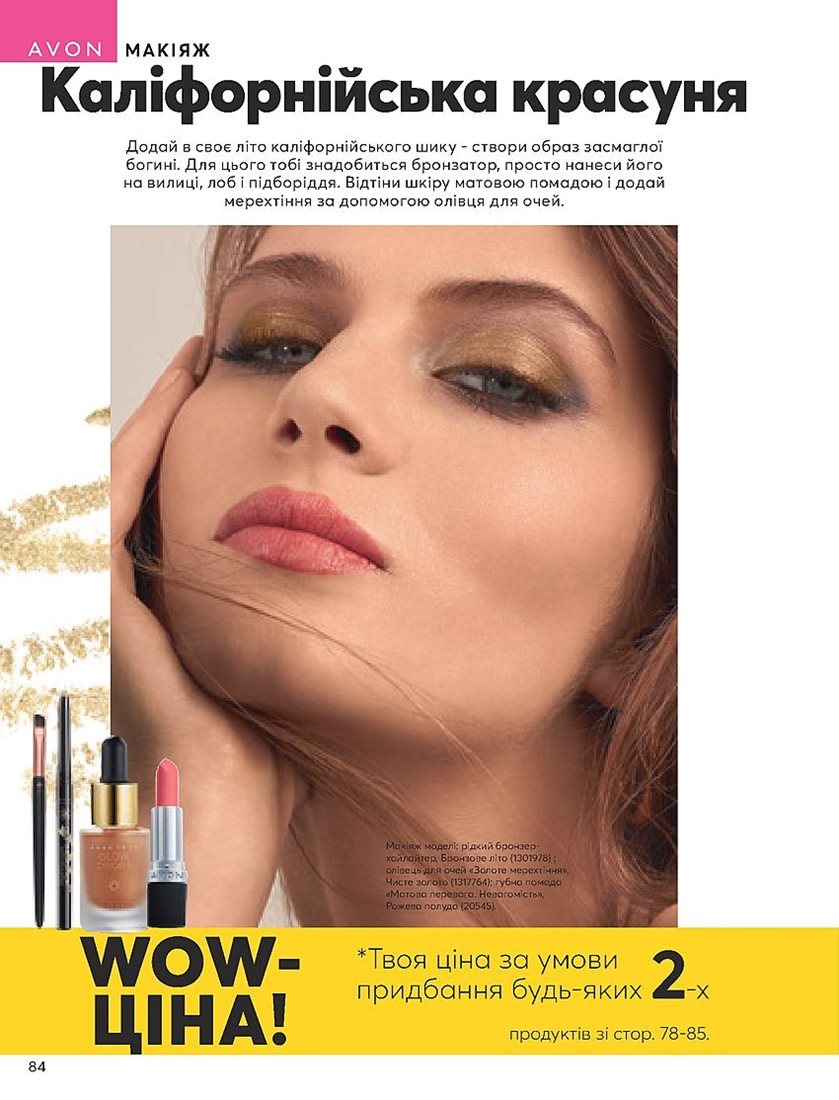 AVON МАКІЯЖ
Каліфорнійська красуня
Додай в своє літо каліфорнійського шику - створи образ засмаглої
богині. Для цього тобі знадобиться бронзатор, просто нанеси його
на вилиці, лоб і підборіддя. Відтіни шкіру матовою помадою і додай
мерехтіння за допомогою олівця для очей.
Макіяж моделі: рідкий бронзер-
хайлайтер, Бронзове літо (1301978) ;
олівець для очей «Золоте мерехтіння»,
Чисте золото (1317764); губна помада
«Матова перевага. Невагомість»,
Рожева полуда (20545).
GLOW
AVON
WOW-
ЦІНА!
*Твоя ціна за умови
придбання будь-яких 2-х
продуктів зі стор. 78-85.
84